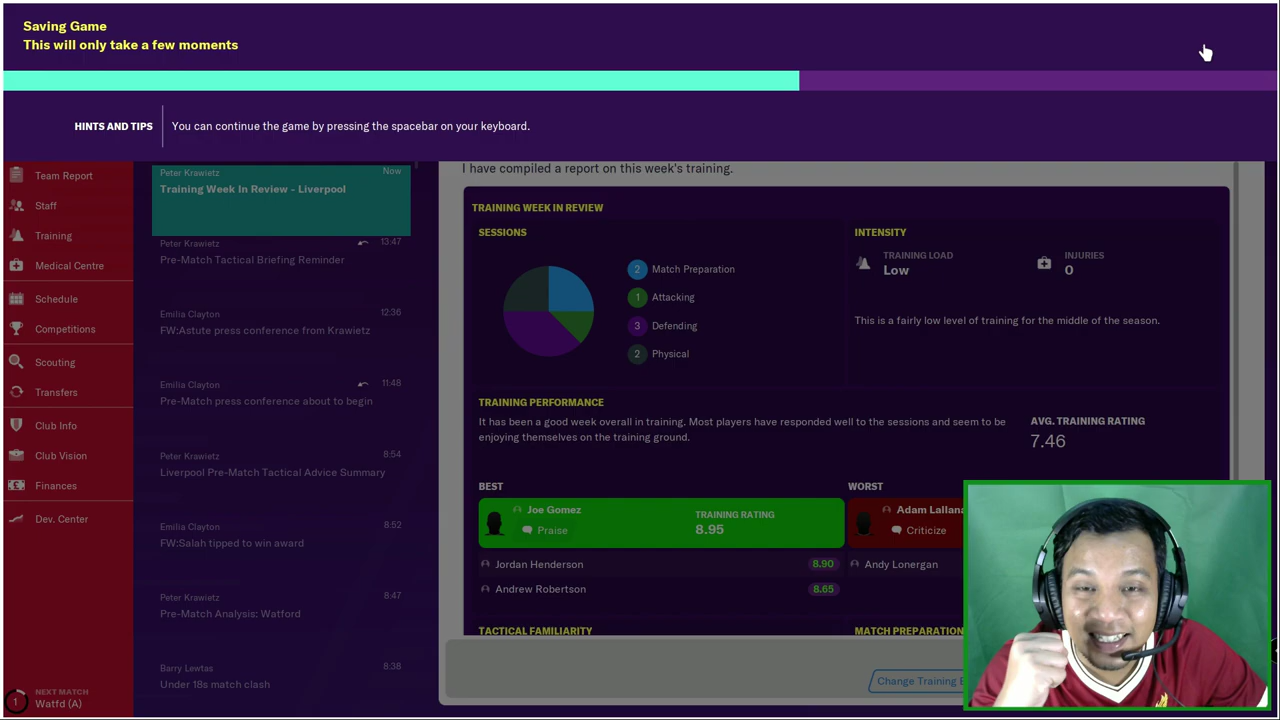 Saving Game
This will only take a few moments
HINTS AND TIPS
You can continue the game by pressing the spacebar on your keyboard.
Team Report
Staff
Training
Medical Centre
Schedule
Competitions
Scouting
Transfers
Club Info
Club Vision
Finances
Dev. Center
1
NEXT MATCH
Watfd (A)
Peter Krawietz
Now
Training Week In Review - Liverpool
Peter Krawietz
13:47
Pre-Match Tactical Briefing Reminder
Emilia Clayton
12:36
FW:Astute press conference from Krawietz
Emilia Clayton
11:48
Pre-Match press conference about to begin
Peter Krawietz
8:54
Liverpool Pre-Match Tactical Advice Summary
Emilia Clayton
8:52
FW:Salah tipped to win award
Peter Krawietz
8:47
Pre-Match Analysis: Watford
Barry Lewtas
8:38
Under 18s match clash
I have compiled a report on this week's training.
TRAINING WEEK IN REVIEW
SESSIONS
2 Match Preparation
1 Attacking
3 Defending
2 Physical
INTENSITY
TRAINING LOAD
Low
INJURIES
0
This is a fairly low level of training for the middle of the season.
TRAINING PERFORMANCE
It has been a good week overall in training. Most players have responded well to the sessions and seem to be
enjoying themselves on the training ground.
AVG. TRAINING RATING
7.46
BEST
Joe Gomez
Praise
TRAINING RATING
8.95
Jordan Henderson
8.90
Andrew Robertson
8.65
WORST
Adam Lallana
Criticize
Andy Lonergan
TACTICAL FAMILIARITY
MATCH PREPARATION
Change Training